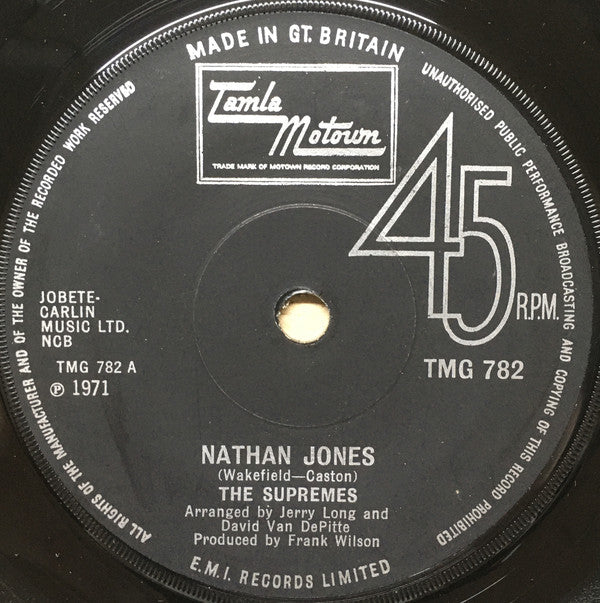 MADE IN GT. BRITAIN
UNAUTHORISED PUBLIC PERFORMANCE BROADCASTING AND COPYING OF THIS RECORD PROHIBITED
ALL RIGHTS OF THE MANUFACTURER AND OF THE OWNER OF THE RECORDED WORK RESERVED
Tamla
Motown
TRADE MARK OF MOTOWN RECORD CORPORATION
45 R.P.M.
JOBETE-
CARLIN
MUSIC LTD.
NCB
TMG 782 A
℗ 1971
TMG 782
NATHAN JONES
(Wakefield—Caston)
THE SUPREMES
Arranged by Jerry Long and
David Van DePitte
Produced by Frank Wilson
E.M.I. RECORDS LIMITED